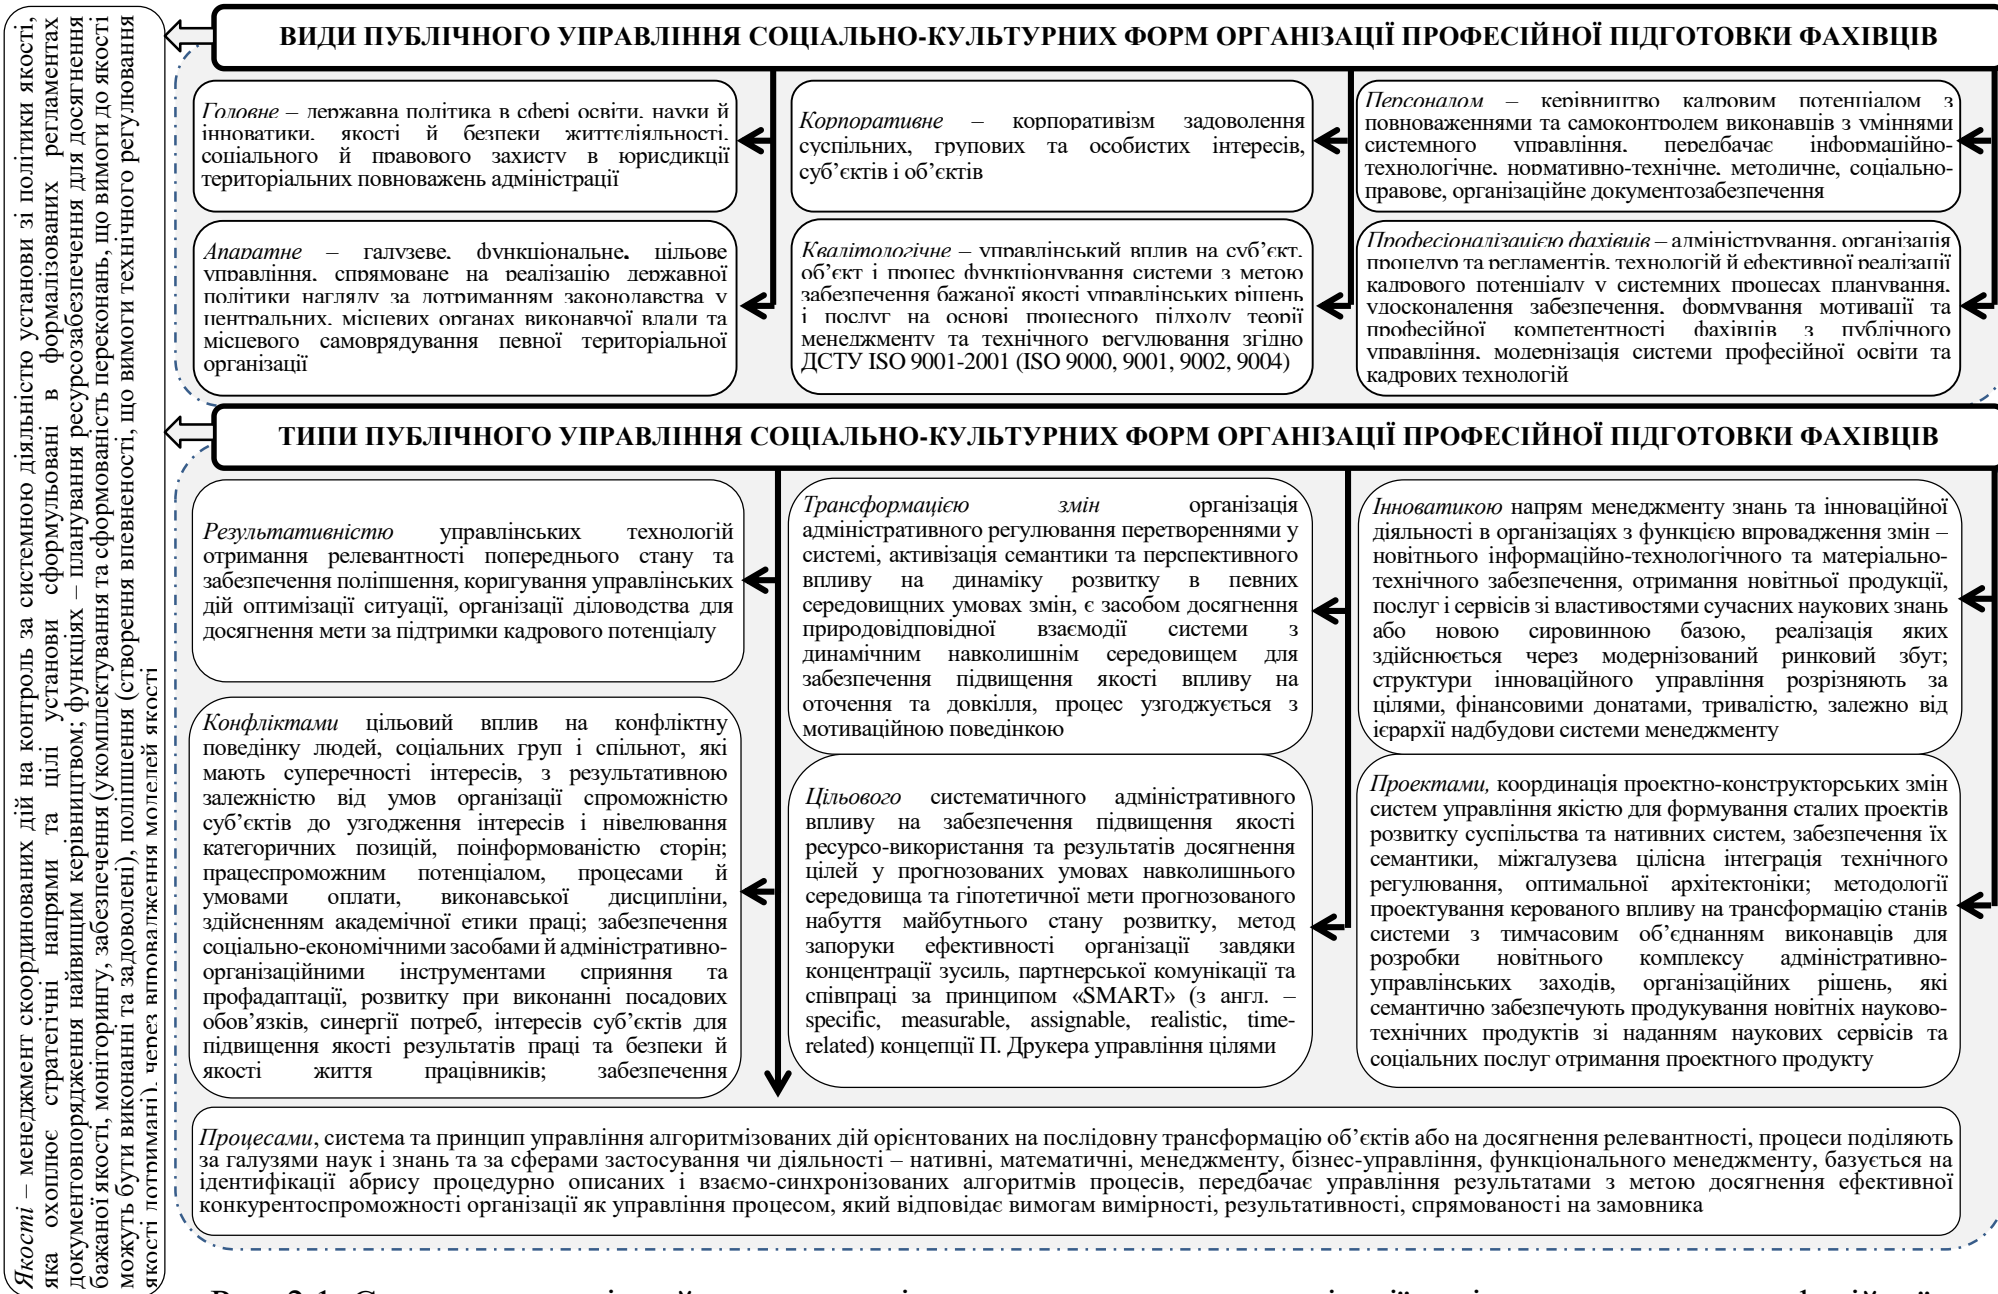 Якості – менеджмент скоординованих дій на контроль за системною діяльністю установи зі політики якості,
яка охоплює стратегічні напрями та цілі установи сформульовані в формалізованих регламентах
документовпорядження найвищим керівництвом; функціях – планування ресурсозабезпечення для досягнення
бажаної якості, моніторингу, забезпечення (укомплектування та сформованість переконань, що вимоги до якості
можуть бути виконанні та задоволені), поліпшення (створення впевненості, що вимоги технічного регулювання
якості дотримані), через впровадження моделей якості
ВИДИ ПУБЛІЧНОГО УПРАВЛІННЯ СОЦІАЛЬНО-КУЛЬТУРНИХ ФОРМ ОРГАНІЗАЦІЇ ПРОФЕСІЙНОЇ ПІДГОТОВКИ ФАХІВЦІВ
Головне – державна політика в сфері освіти, науки й
інноватики, якості й безпеки життєдіяльності,
соціального й правового захисту в юрисдикції
територіальних повноважень адміністрації
Апаратне – галузеве, функціональне, цільове
управління, спрямоване на реалізацію державної
політики нагляду за дотриманням законодавства у
центральних, місцевих органах виконавчої влади та
місцевого самоврядування певної територіальної
організації
Корпоративне – корпоративізм задоволення
суспільних, групових та особистих інтересів,
суб’єктів і об’єктів
Квалітологічне – управлінський вплив на суб’єкт,
об’єкт і процес функціонування системи з метою
забезпечення бажаної якості управлінських рішень
і послуг на основі процесного підходу теорії
менеджменту та технічного регулювання згідно
ДСТУ ISO 9001-2001 (ISO 9000, 9001, 9002, 9004)
Персоналом – керівництво кадровим потенціалом з
повноваженнями та самоконтролем виконавців з уміннями
системного управління, передбачає інформаційно-
технологічне, нормативно-технічне, методичне, соціально-
правове, організаційне документозабезпечення
Професіоналізацією фахівців – адміністрування, організація
процедур та регламентів, технологій й ефективної реалізації
кадрового потенціалу у системних процесах планування,
удосконалення забезпечення, формування мотивації та
професійної компетентності фахівців з публічного
управління, модернізація системи професійної освіти та
кадрових технологій
ТИПИ ПУБЛІЧНОГО УПРАВЛІННЯ СОЦІАЛЬНО-КУЛЬТУРНИХ ФОРМ ОРГАНІЗАЦІЇ ПРОФЕСІЙНОЇ ПІДГОТОВКИ ФАХІВЦІВ
Результативністю управлінських технологій
отримання релевантності попереднього стану та
забезпечення поліпшення, коригування управлінських
дій оптимізації ситуації, організації діловодства для
досягнення мети за підтримки кадрового потенціалу
Конфліктами цільовий вплив на конфліктну
поведінку людей, соціальних груп і спільнот, які
мають суперечності інтересів, з результативною
залежністю від умов організації спроможністю
суб’єктів до узгодження інтересів і нівелювання
категоричних позицій, поінформованістю сторін;
працеспроможним потенціалом, процесами й
умовами оплати, виконавської дисципліни,
здійсненням академічної етики праці; забезпечення
соціально-економічними засобами й адміністративно-
організаційними інструментами сприяння та
профадаптації, розвитку при виконанні посадових
обов’язків, синергії потреб, інтересів суб’єктів для
підвищення якості результатів праці та безпеки й
якості життя працівників; забезпечення
Трансформацією змін організація
адміністративного регулювання перетвореннями у
системі, активізація семантики та перспективного
впливу на динаміку розвитку в певних
середовищних умовах змін, є засобом досягнення
природовідповідної взаємодії системи з
динамічним навколишнім середовищем для
забезпечення підвищення якості впливу на
оточення та довкілля, процес узгоджується з
мотиваційною поведінкою
Цільового систематичного адміністративного
впливу на забезпечення підвищення якості
ресурсо-використання та результатів досягнення
цілей у прогнозованих умовах навколишнього
середовища та гіпотетичної мети прогнозованого
набуття майбутнього стану розвитку, метод
запоруки ефективності організації завдяки
концентрації зусиль, партнерської комунікації та
співпраці за принципом «SMART» (з англ. –
specific, measurable, assignable, realistic, time-
related) концепції П. Друкера управління цілями
Інноватикою напрям менеджменту знань та інноваційної
діяльності в організаціях з функцією впровадження змін –
новітнього інформаційно-технологічного та матеріально-
технічного забезпечення, отримання новітньої продукції,
послуг і сервісів зі властивостями сучасних наукових знань
або новою сировинною базою, реалізація яких
здійснюється через модернізований ринковий збут;
структури інноваційного управління розрізняють за
цілями, фінансовими донатами, тривалістю, залежно від
ієрархії надбудови системи менеджменту
Проектами, координація проектно-конструкторських змін
систем управління якістю для формування сталих проектів
розвитку суспільства та нативних систем, забезпечення їх
семантики, міжгалузева цілісна інтеграція технічного
регулювання, оптимальної архітектоніки; методології
проектування керованого впливу на трансформацію станів
системи з тимчасовим об’єднанням виконавців для
розробки новітнього комплексу адміністративно-
управлінських заходів, організаційних рішень, які
семантично забезпечують продукування новітніх науково-
технічних продуктів зі наданням наукових сервісів та
соціальних послуг отримання проектного продукту
Процесами, система та принцип управління алгоритмізованих дій орієнтованих на послідовну трансформацію об’єктів або на досягнення релевантності, процеси поділяють
за галузями наук і знань та за сферами застосування чи діяльності – нативні, математичні, менеджменту, бізнес-управління, функціонального менеджменту, базується на
ідентифікації абрису процедурно описаних і взаємо-синхронізованих алгоритмів процесів, передбачає управління результатами з метою досягнення ефективної
конкурентоспроможності організації як управління процесом, який відповідає вимогам вимірності, результативності, спрямованості на замовника